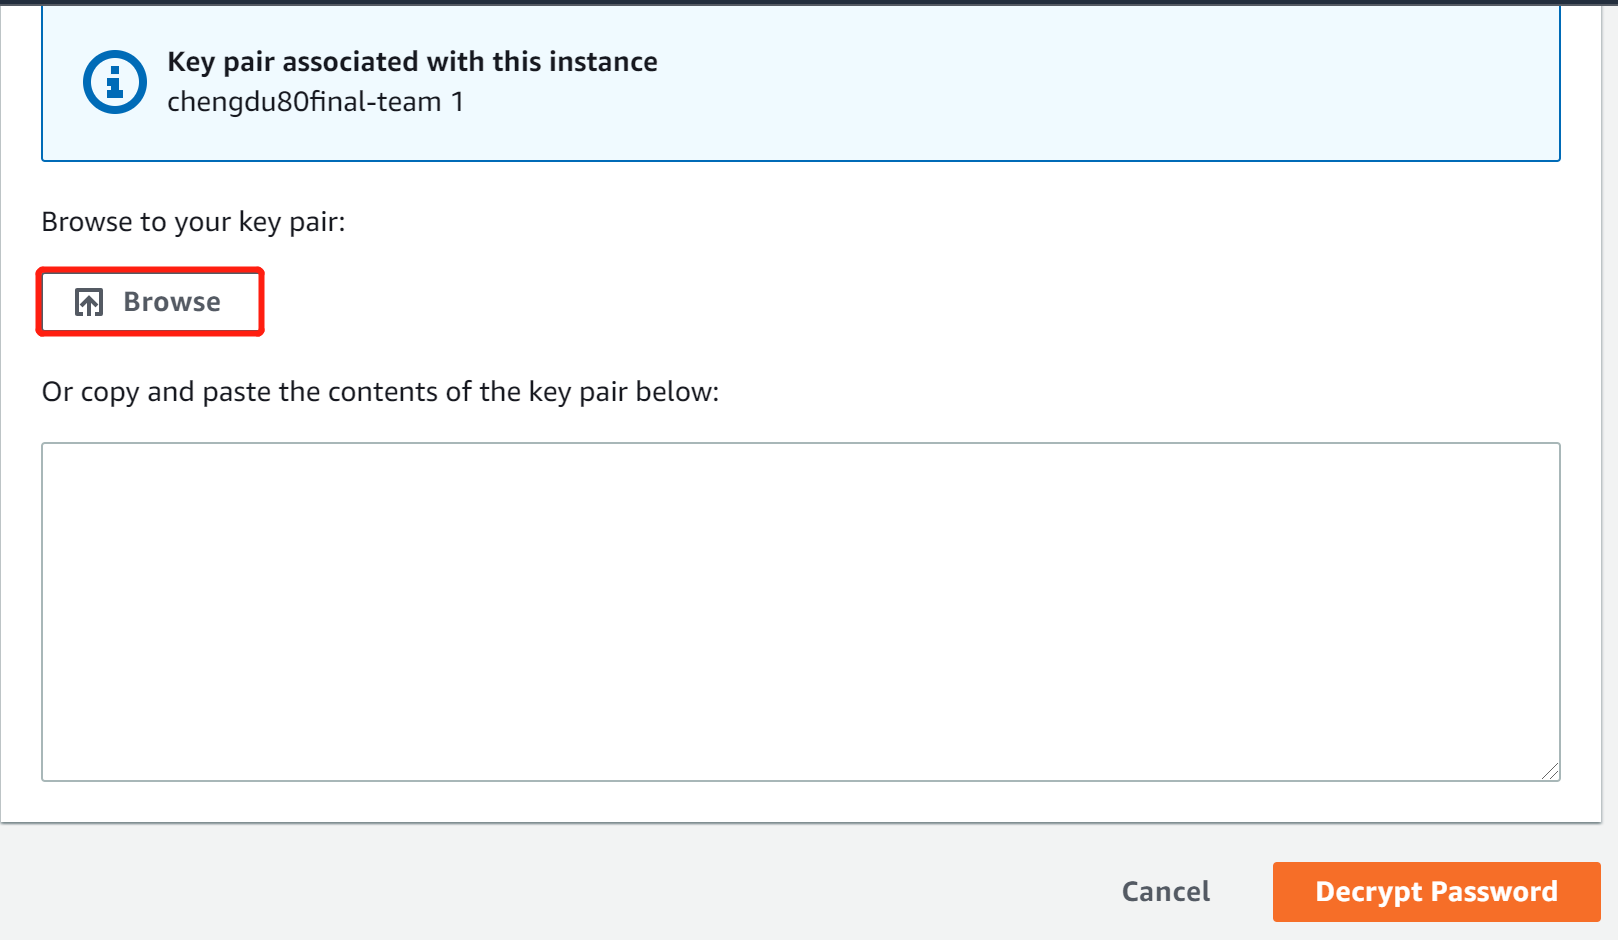 Key pair associated with this instance
chengdu80final-team 1
Browse to your key pair:
Browse
Or copy and paste the contents of the key pair below:
Cancel
Decrypt Password